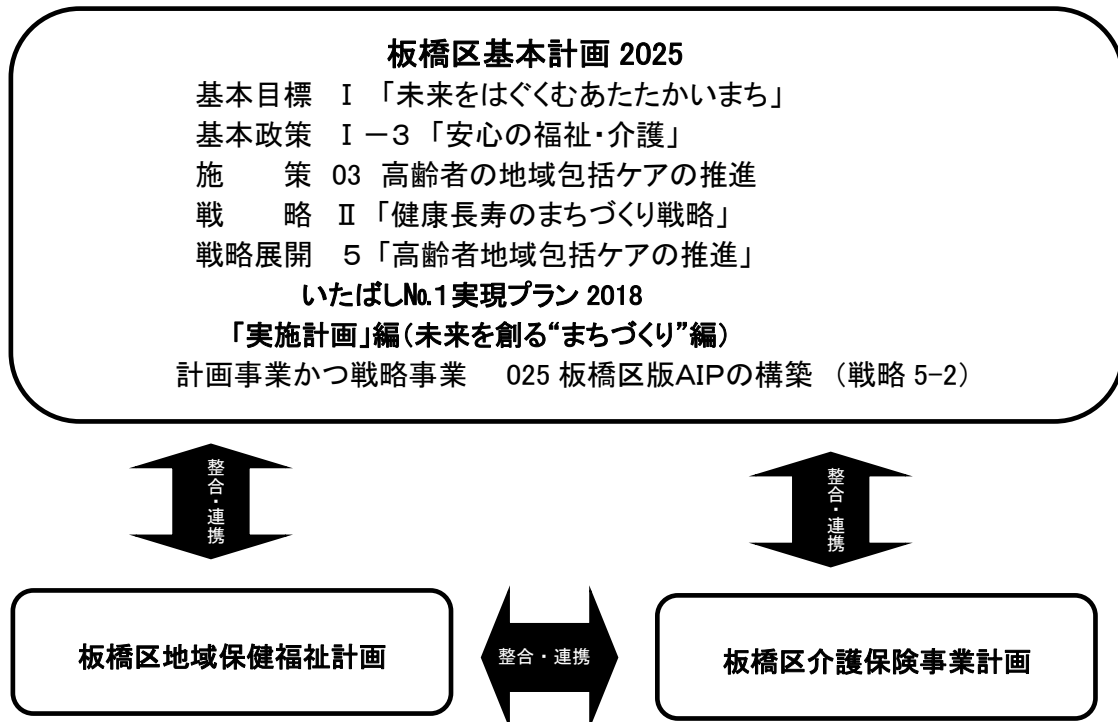 板橋区基本計画 2025
基本目標 Ⅰ 「未来をはぐくむあたたかいまち」
基本政策 Ⅰ－3 「安心の福祉・介護」
施 策 03 高齢者の地域包括ケアの推進
戦 略 Ⅱ 「健康長寿のまちづくり戦略」
戦略展開 5 「高齢者地域包括ケアの推進」
いたばし№1実現プラン 2018
「実施計画」編(未来を創る“まちづくり”編)
計画事業かつ戦略事業 025 板橋区版AIPの構築 (戦略 5-2)
整合・連携
整合・連携
板橋区地域保健福祉計画
整合・連携
板橋区介護保険事業計画